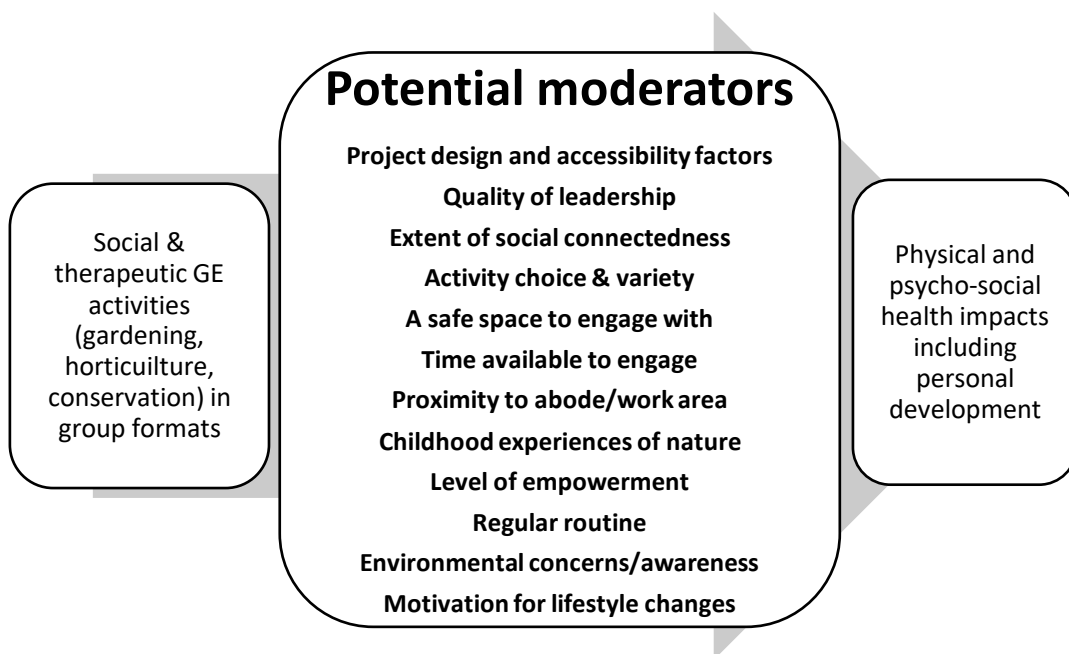 Potential moderators
Project design and accessibility factors
Quality of leadership
Extent of social connectedness
Activity choice & variety
A safe space to engage with
Time available to engage
Proximity to abode/work area
Childhood experiences of nature
Level of empowerment
Regular routine
Environmental concerns/awareness
Motivation for lifestyle changes
Social &
therapeutic GE
activities
(gardening,
horticuilture,
conservation) in
group formats
Physical and
psycho-social
health impacts
including
personal
development